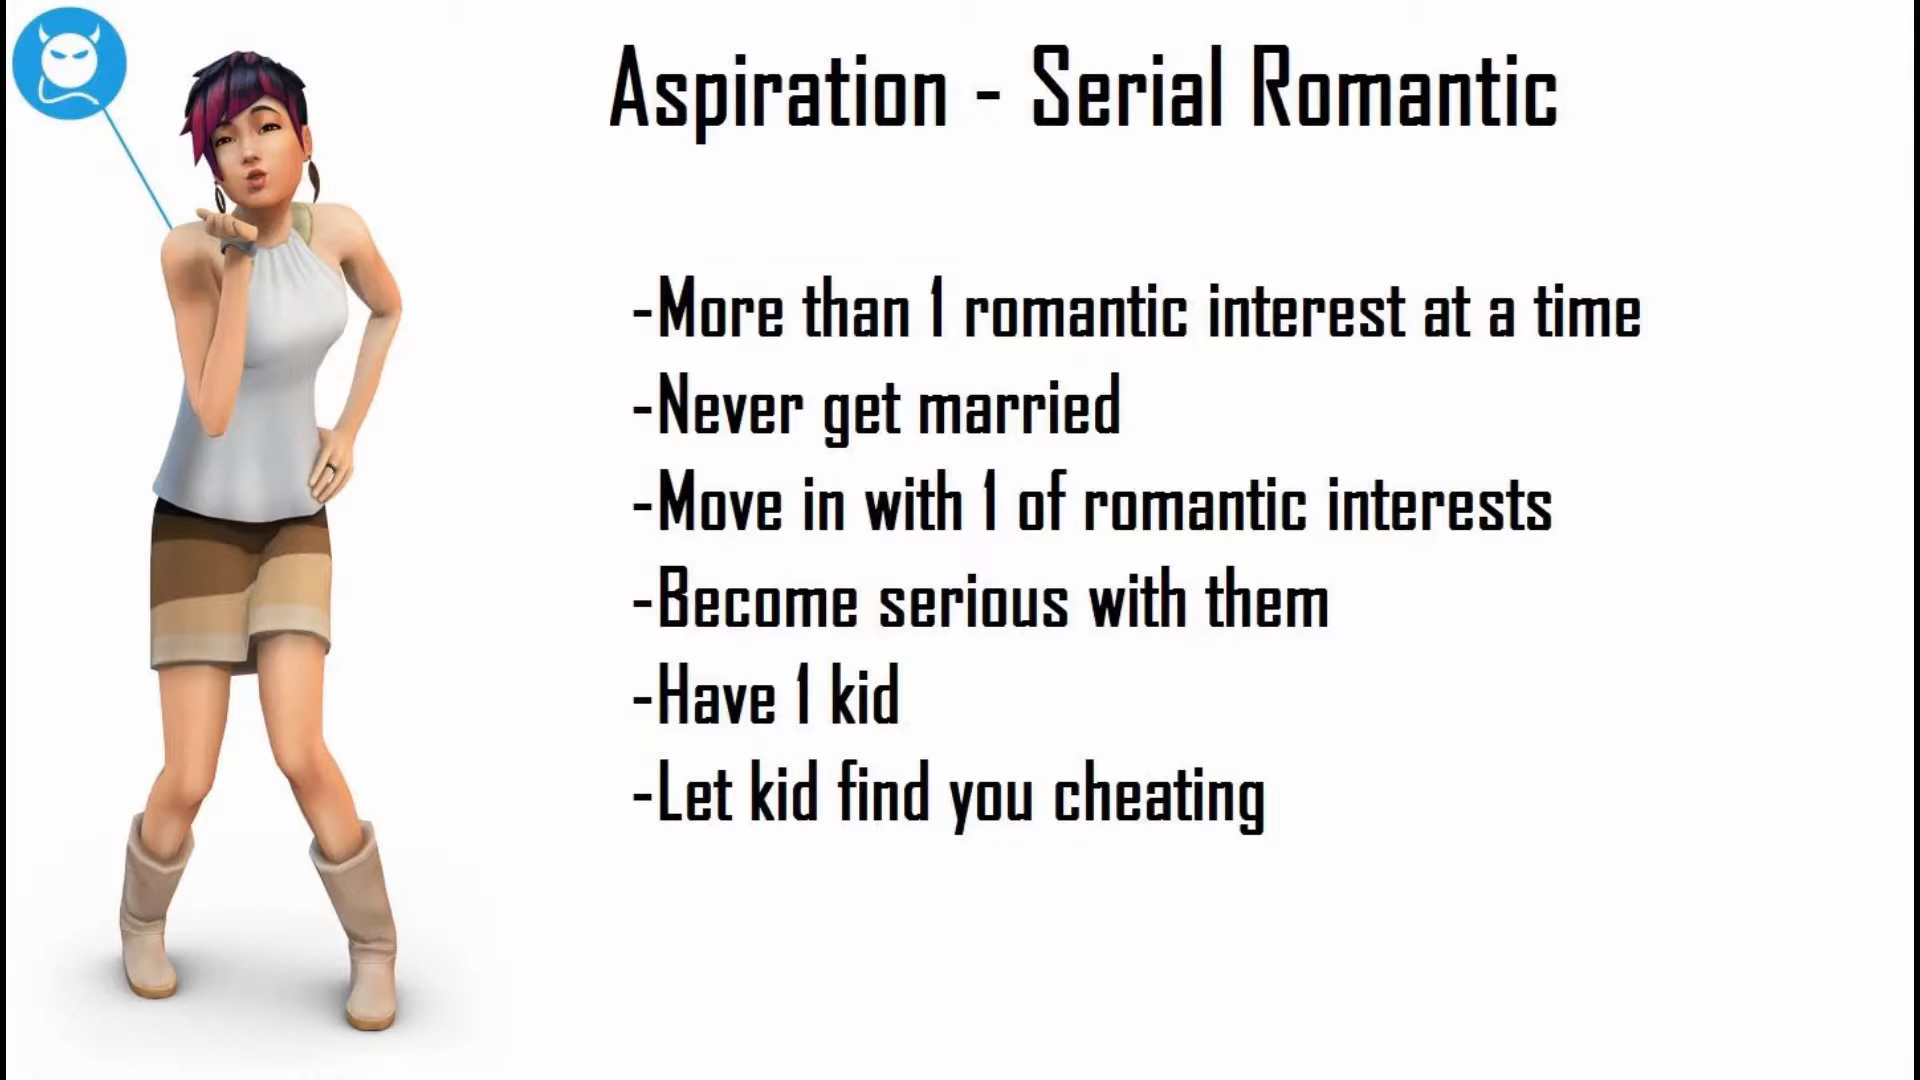 Aspiration - Serial Romantic
-More than 1 romantic interest at a time
-Never get married
-Move in with 1 of romantic interests
-Become serious with them
-Have 1 kid
-Let kid find you cheating